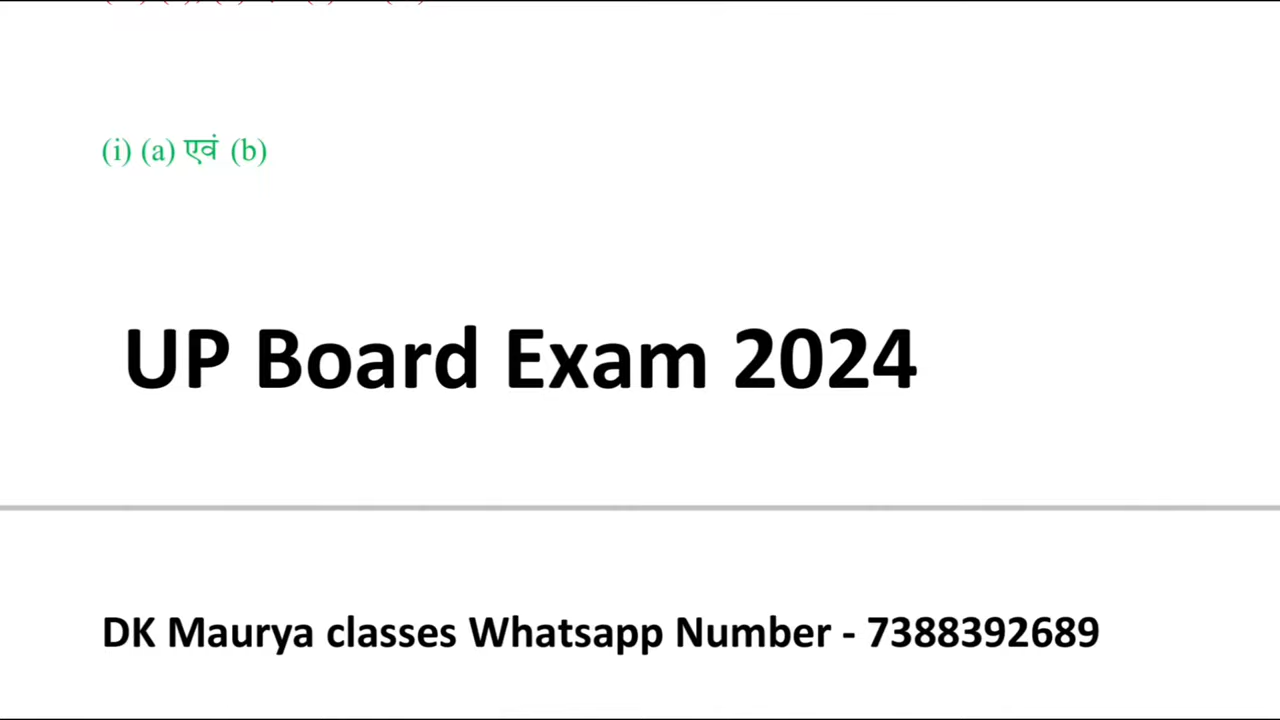 (i) (a) एवं (b)
UP Board Exam 2024
DK Maurya classes Whatsapp Number - 7388392689